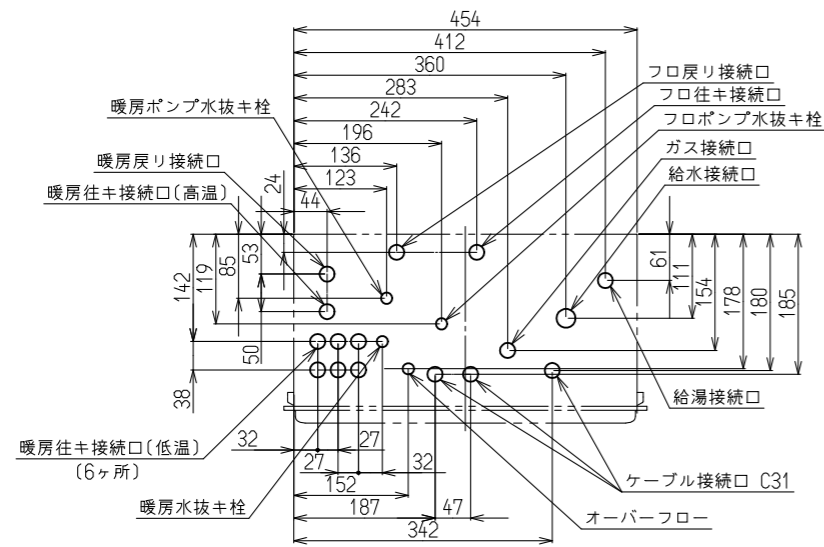 454
412
360
283
242
196
136
123
44
24
フロ戻リ接続口
フロ往キ接続口
フロポンプ水抜キ栓
ガス接続口
給水接続口
暖房ポンプ水抜キ栓
暖房戻リ接続口
暖房往キ接続口(高温)
142
119
85
53
50
38
61
111
154
178
180
185
給湯接続口
暖房往キ接続口(低温)
(6ヶ所)
暖房水抜キ栓
32
27
27
32
152
187
47
342
ケーブル接続口 C31
オーバーフロー